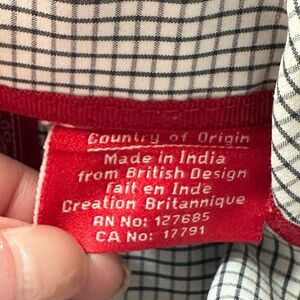 Country of Origin
Made in India
from British Design
fait en Inde
Creation Britannique
RN No: 127685
CA No: 17791